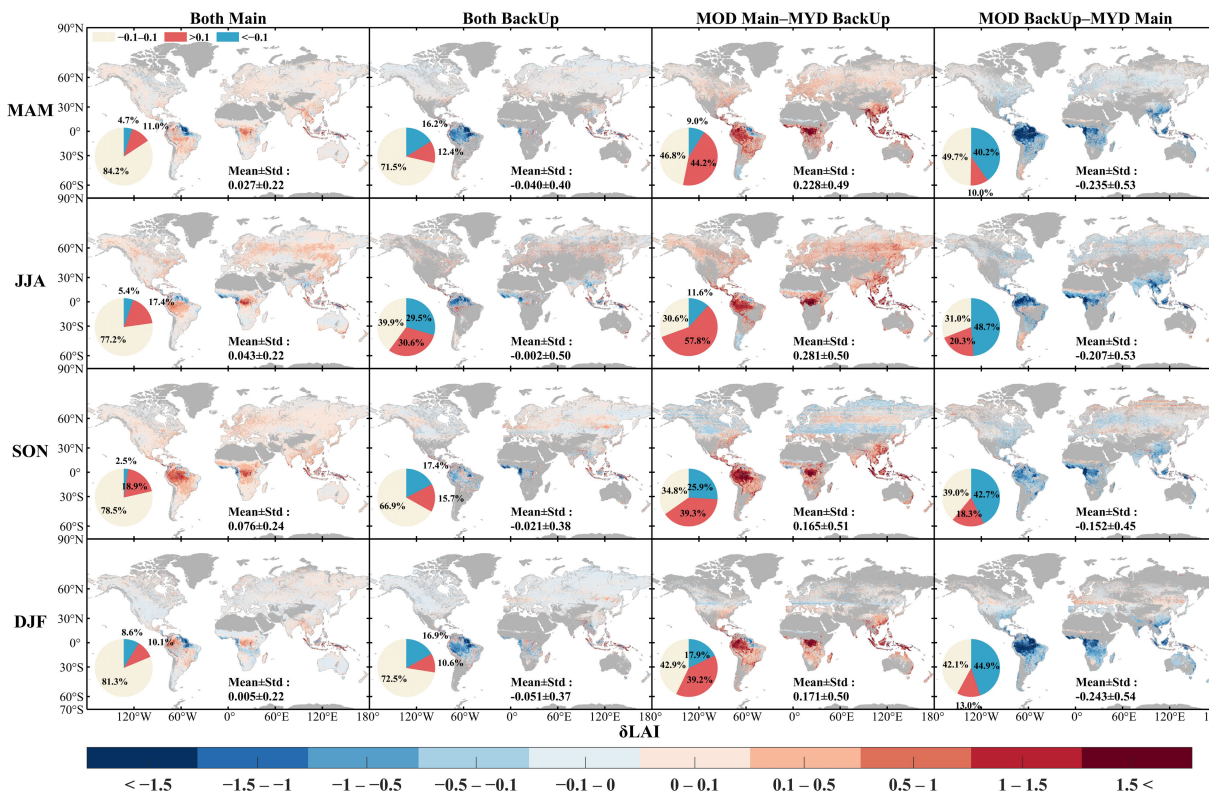 Both Main Both BackUp MOD Main−MYD Backup MOD BackUp−MYD Main
90°N
−0.1–0.1 >0.1 <−0.1
60°N
MAM
30°N
0°
30°S
60°S
4.7% 11.0% 84.2%
Mean±Std :
0.027±0.22
16.2% 12.4% 71.5%
Mean±Std :
-0.040±0.40
9.0% 46.8% 44.2%
Mean±Std :
0.228±0.49
49.7% 40.2% 10.0%
Mean±Std :
-0.235±0.53
90°N
60°N
JJA
30°N
0°
30°S
60°S
5.4% 17.4% 77.2%
Mean±Std :
0.043±0.22
39.9% 29.5% 30.6%
Mean±Std :
-0.002±0.50
11.6% 30.6% 57.8%
Mean±Std :
0.281±0.50
31.0% 48.7% 20.3%
Mean±Std :
-0.207±0.53
90°N
60°N
SON
30°N
0°
30°S
60°S
2.5% 18.9% 78.5%
Mean±Std :
0.076±0.24
17.4% 15.7% 66.9%
Mean±Std :
-0.021±0.38
34.8% 25.9% 39.3%
Mean±Std :
0.165±0.51
39.0% 42.7% 18.3%
Mean±Std :
-0.152±0.45
90°N
60°N
DJF
30°N
0°
30°S
60°S
70°S
8.6% 10.1% 81.3%
Mean±Std :
0.005±0.22
16.9% 10.6% 72.5%
Mean±Std :
-0.051±0.37
17.9% 42.9% 39.2%
Mean±Std :
0.171±0.50
42.1% 44.9% 13.0%
Mean±Std :
-0.243±0.54
120°W 60°W 0° 60°E 120°E 180° 120°W 60°W 0° 60°E 120°E 180° 120°W 60°W 0° 60°E 120°E 180° 120°W 60°W 0° 60°E 120°E
δLAI
< −1.5 −1.5 – −1 −1 – −0.5 −0.5 – −0.1 −0.1 – 0 0 – 0.1 0.1 – 0.5 0.5 – 1 1 – 1.5 1.5 <